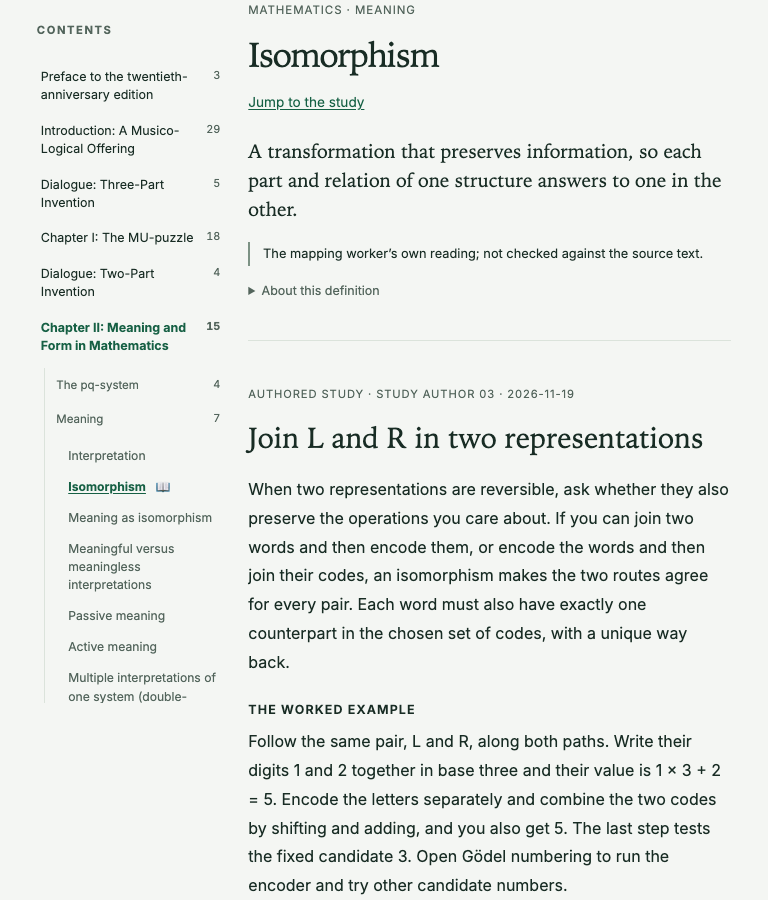 CONTENTS
Preface to the twentieth-
anniversary edition
3
Introduction: A Musico-
Logical Offering
29
Dialogue: Three-Part
Invention
5
Chapter I: The MU-puzzle
18
Dialogue: Two-Part
Invention
4
Chapter II: Meaning and
Form in Mathematics
15
The pq-system
4
Meaning
7
Interpretation
Isomorphism
Meaning as isomorphism
Meaningful versus
meaningless
interpretations
Passive meaning
Active meaning
Multiple interpretations of
one system (double-
MATHEMATICS · MEANING
Isomorphism
Jump to the study
A transformation that preserves information, so each
part and relation of one structure answers to one in the
other.
The mapping worker’s own reading; not checked against the source text.
About this definition
AUTHORED STUDY · STUDY AUTHOR 03 · 2026-11-19
Join L and R in two representations
When two representations are reversible, ask whether they also
preserve the operations you care about. If you can join two
words and then encode them, or encode the words and then
join their codes, an isomorphism makes the two routes agree
for every pair. Each word must also have exactly one
counterpart in the chosen set of codes, with a unique way
back.
THE WORKED EXAMPLE
Follow the same pair, L and R, along both paths. Write their
digits 1 and 2 together in base three and their value is 1 × 3 + 2
= 5. Encode the letters separately and combine the two codes
by shifting and adding, and you also get 5. The last step tests
the fixed candidate 3. Open Gödel numbering to run the
encoder and try other candidate numbers.